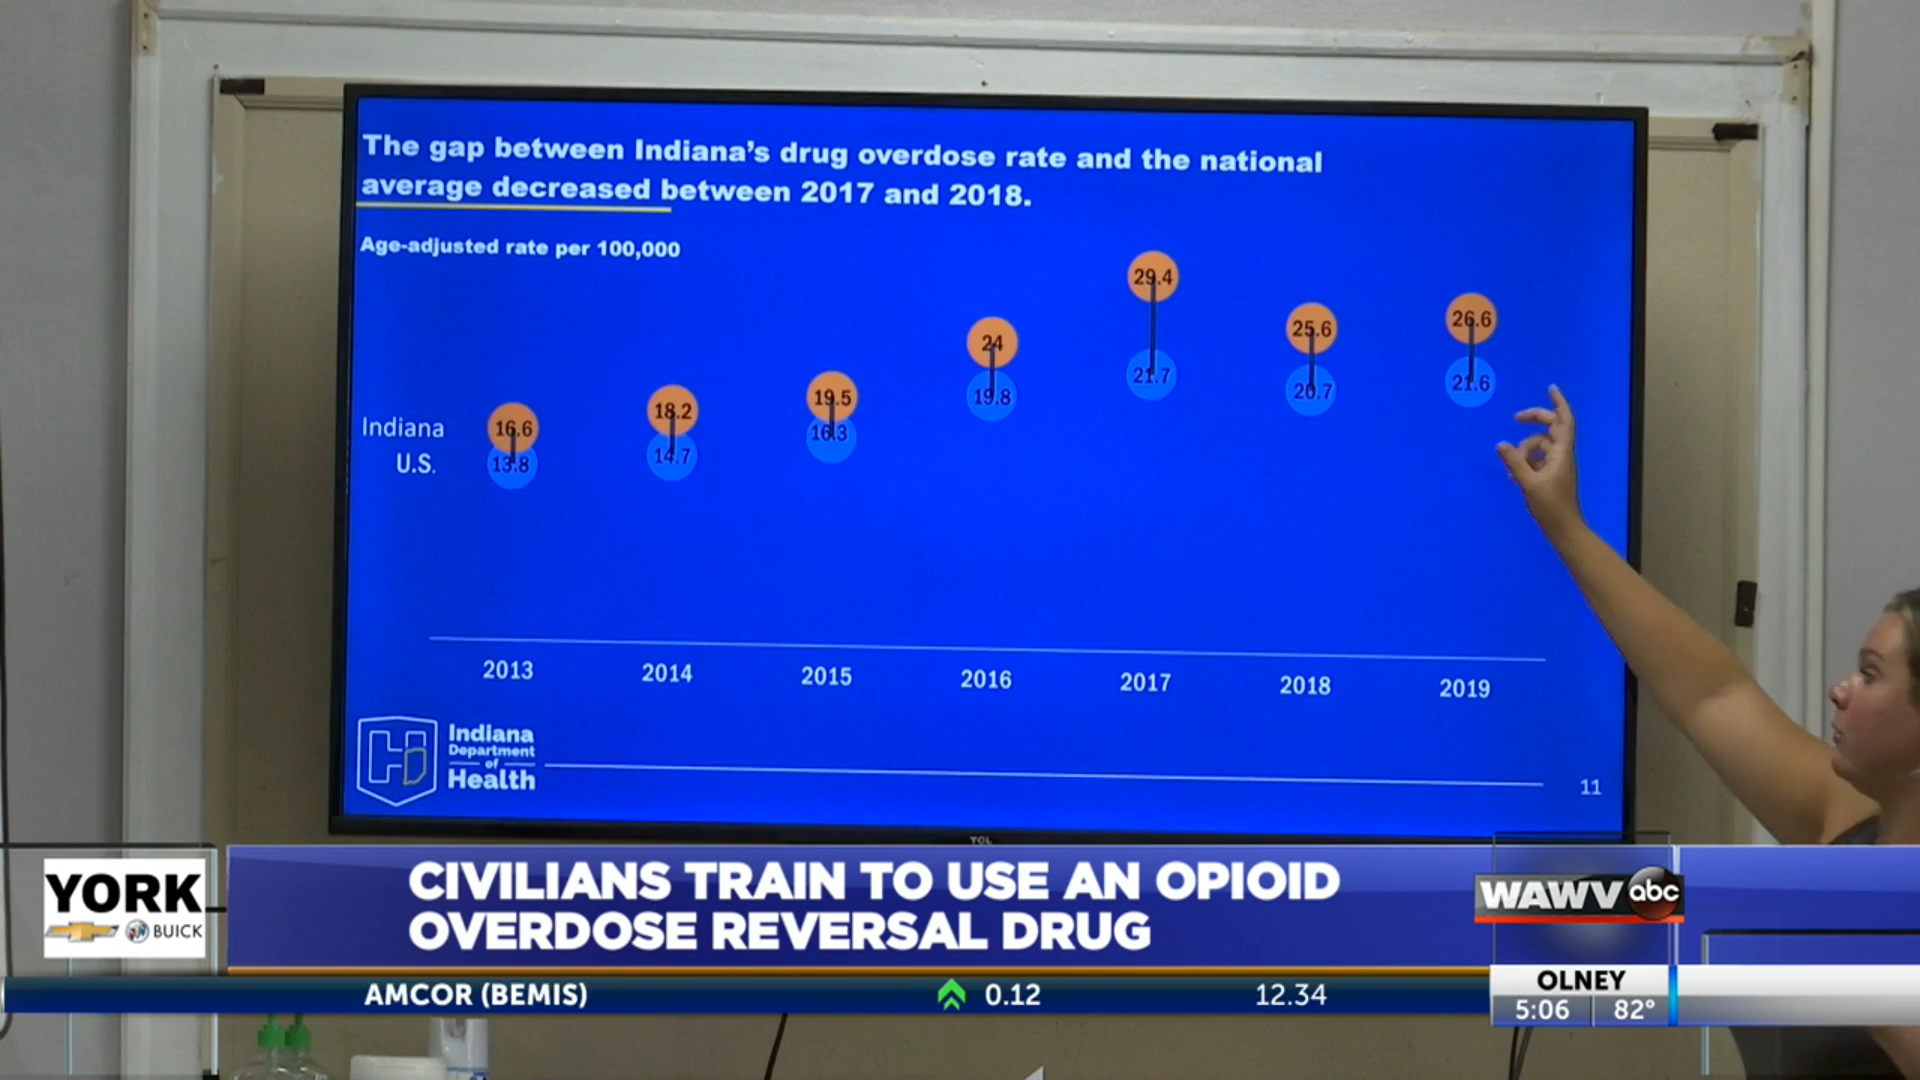 The gap between Indiana's drug overdose rate and the national
average decreased between 2017 and 2018.
Age-adjusted rate per 100,000
Indiana
U.S.
16.6
13.8
18.2
14.7
19.5
16.3
24
19.8
29.4
21.7
25.6
20.7
26.6
21.6
2013 2014 2015 2016 2017 2018 2019
Indiana
Department
of
Health
11
TCL
YORK
BUICK
CIVILIANS TRAIN TO USE AN OPIOID
OVERDOSE REVERSAL DRUG
WAWV abc
AMCOR (BEMIS) 0.12 12.34
OLNEY
5:06 82°